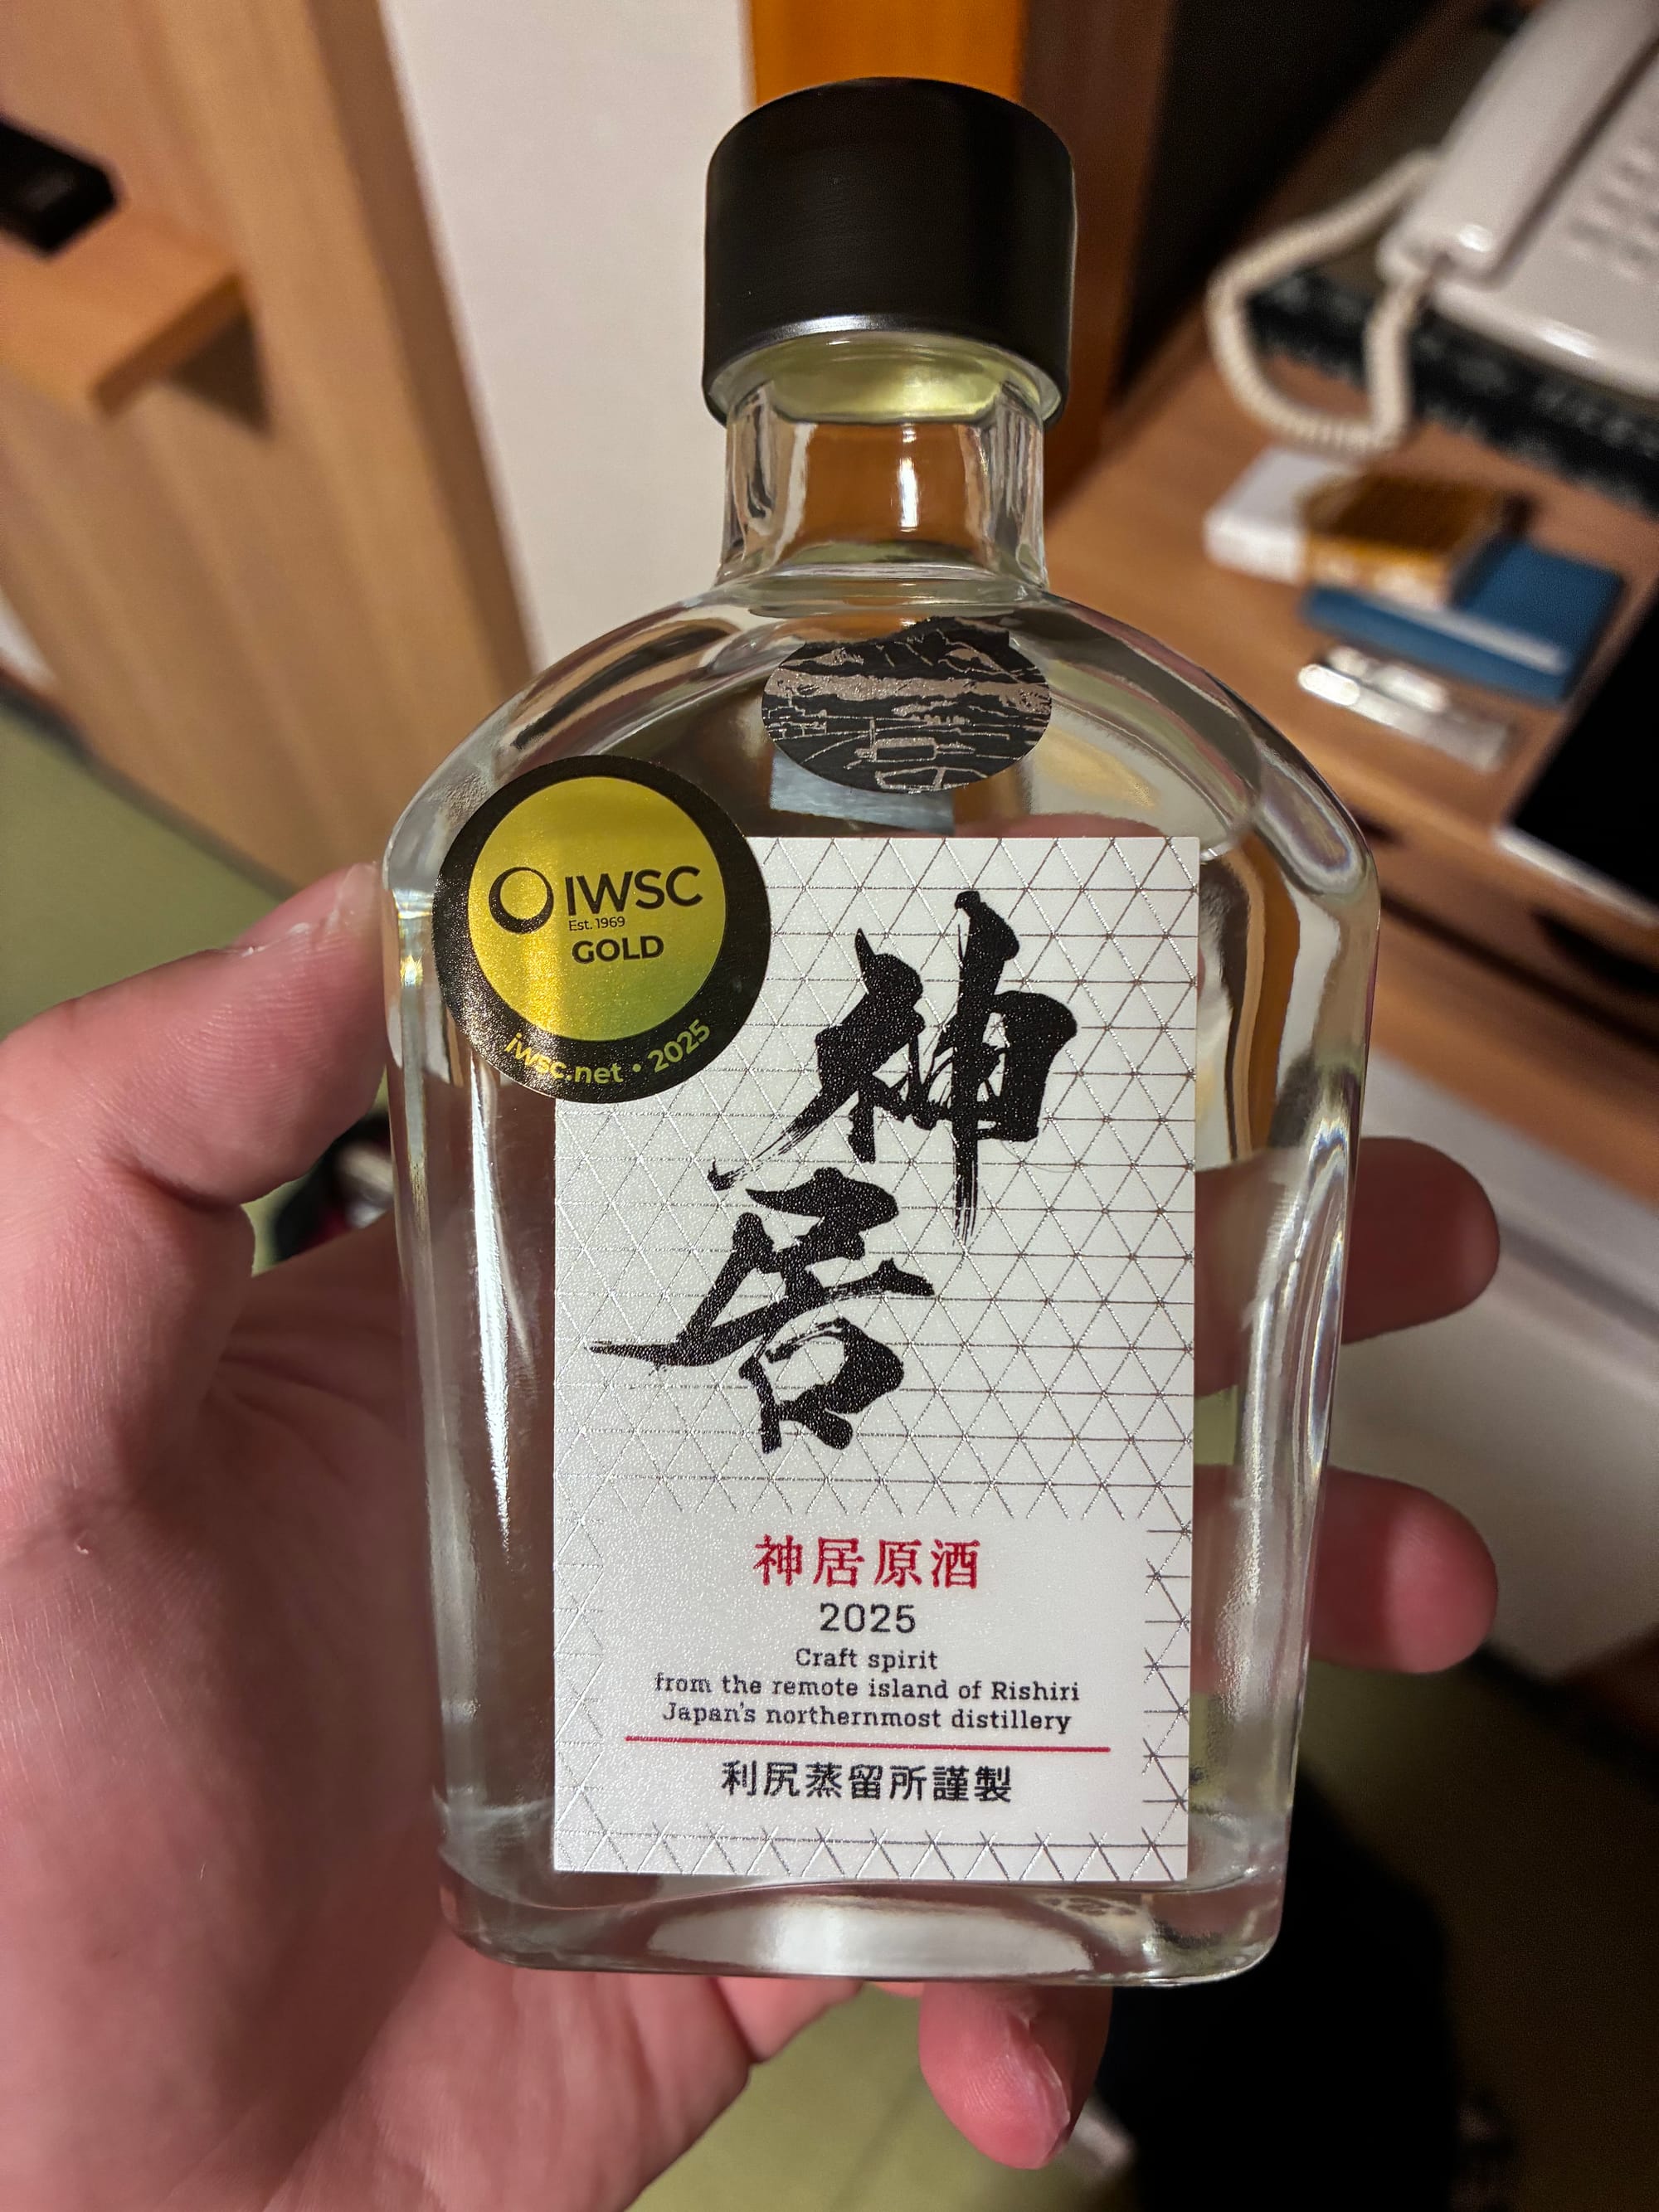 IWSC
Est. 1969
GOLD
iwsc.net • 2025
神居
神居原酒
2025
Craft spirit
from the remote island of Rishiri
Japan's northernmost distillery
利尻蒸留所謹製